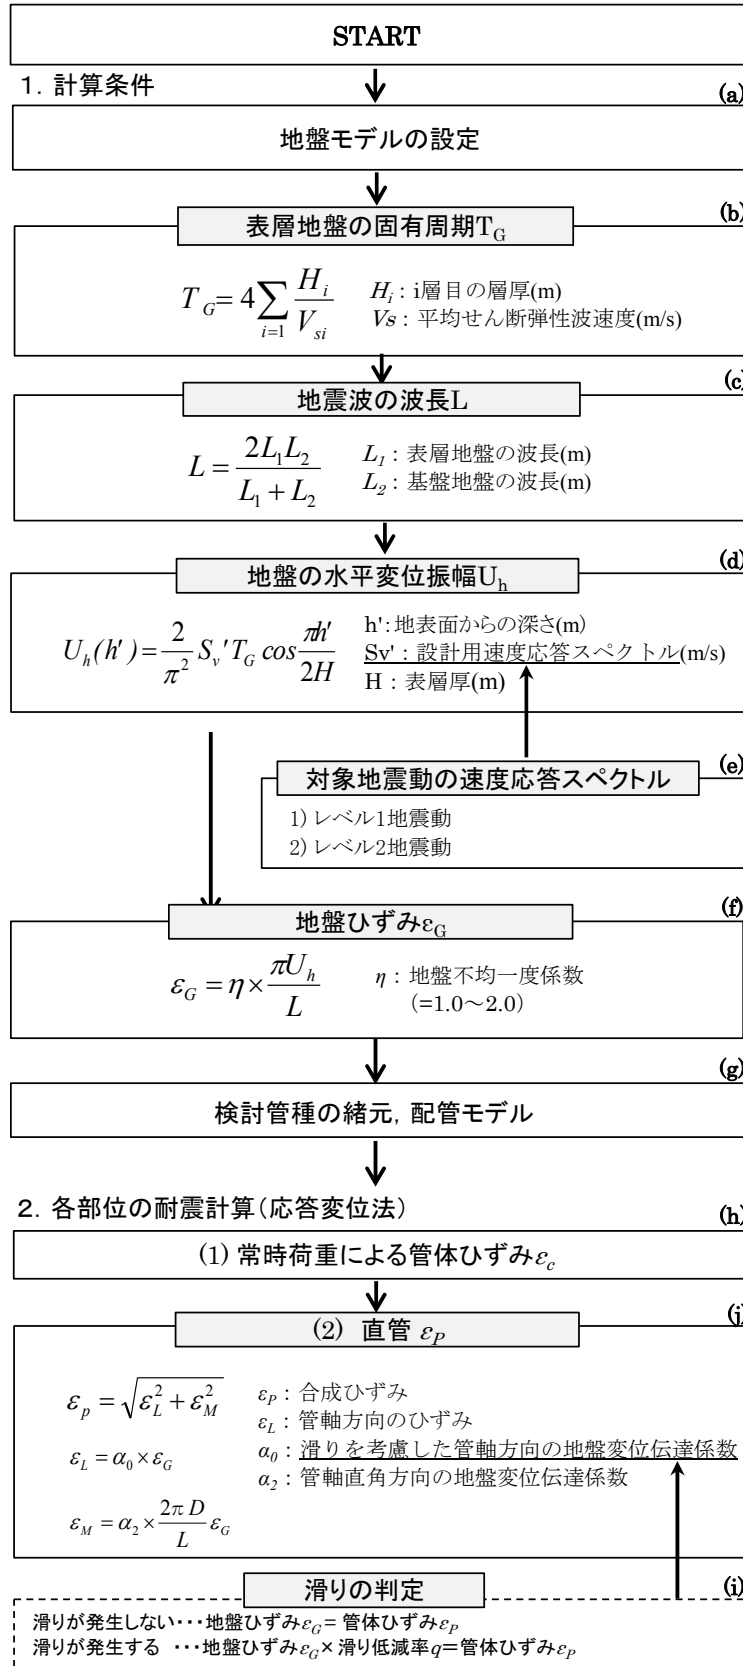 START
1．計算条件
(a)
地盤モデルの設定
(b)
表層地盤の固有周期T_G
T_G = 4 \sum_{i=1} \frac{H_i}{V_{si}}
H_i：i層目の層厚(m)
Vs：平均せん断弾性波速度(m/s)
(c)
地震波の波長L
L = \frac{2L_1L_2}{L_1 + L_2}
L_1：表層地盤の波長(m)
L_2：基盤地盤の波長(m)
(d)
地盤の水平変位振幅U_h
U_h(h') = \frac{2}{π^2} S_v' T_G cos \frac{πh'}{2H}
h'：地表面からの深さ(m)
Sv'：設計用速度応答スペクトル(m/s)
H：表層厚(m)
(e)
対象地震動の速度応答スペクトル
1) レベル1地震動
2) レベル2地震動
(f)
地盤ひずみε_G
ε_G = η × \frac{πU_h}{L}
η：地盤不均一度係数
(=1.0～2.0)
(g)
検討管種の緒元，配管モデル
2．各部位の耐震計算（応答変位法）
(h)
(1) 常時荷重による管体ひずみε_c
(j)
(2) 直管 ε_P
ε_p = \sqrt{ε_L^2 + ε_M^2}
ε_P：合成ひずみ
ε_L：管軸方向のひずみ
ε_L = α_0 × ε_G
α_0：滑りを考慮した管軸方向の地盤変位伝達係数
α_2：管軸直角方向の地盤変位伝達係数
ε_M = α_2 × \frac{2πD}{L} ε_G
(i)
滑りの判定
滑りが発生しない・・・地盤ひずみε_G= 管体ひずみε_P
滑りが発生する ・・・地盤ひずみε_G× 滑り低減率q=管体ひずみε_P